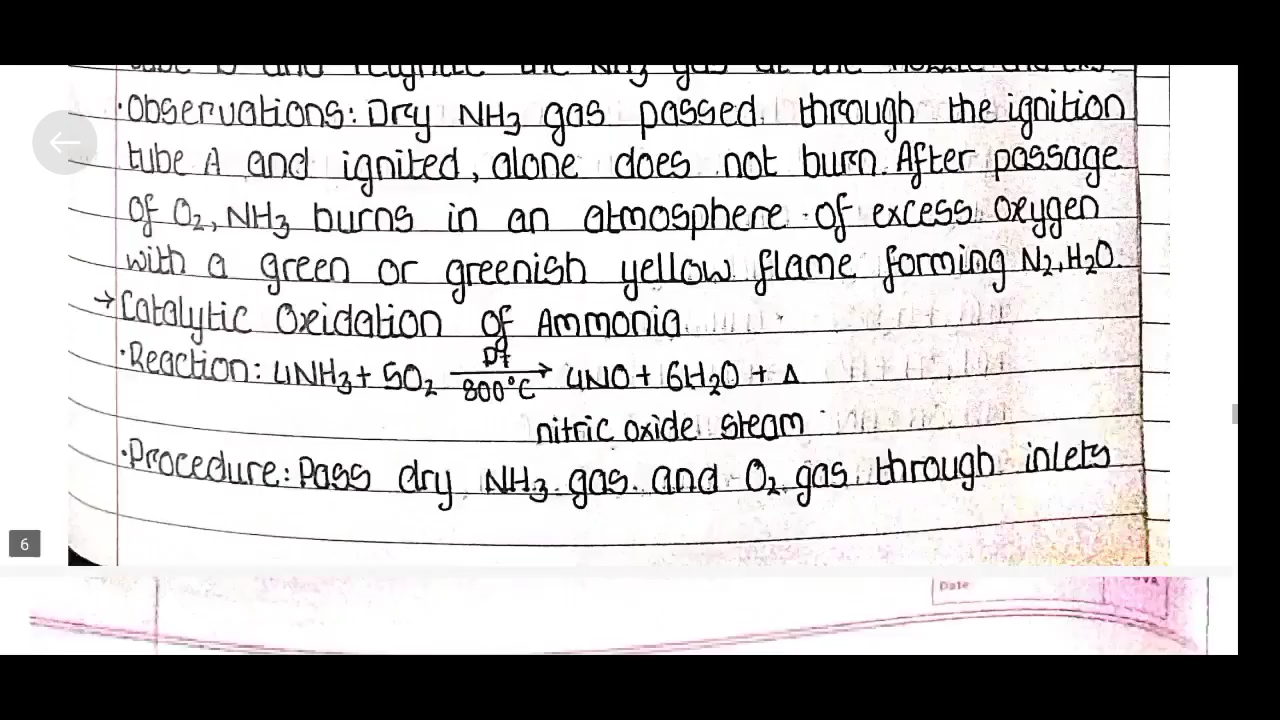 ·Observations: Dry NH₃ gas passed through the ignition
tube A and ignited, alone does not burn. After passage
of O₂, NH₃ burns in an atmosphere of excess oxygen
with a green or greenish yellow flame forming N₂, H₂O.
→Catalytic Oxidation of Ammonia
·Reaction: 4NH₃ + 5O₂ —Pt/800°C→ 4NO + 6H₂O + Δ
nitric oxide steam
·Procedure: Pass dry NH₃ gas and O₂ gas through inlets
6
Date